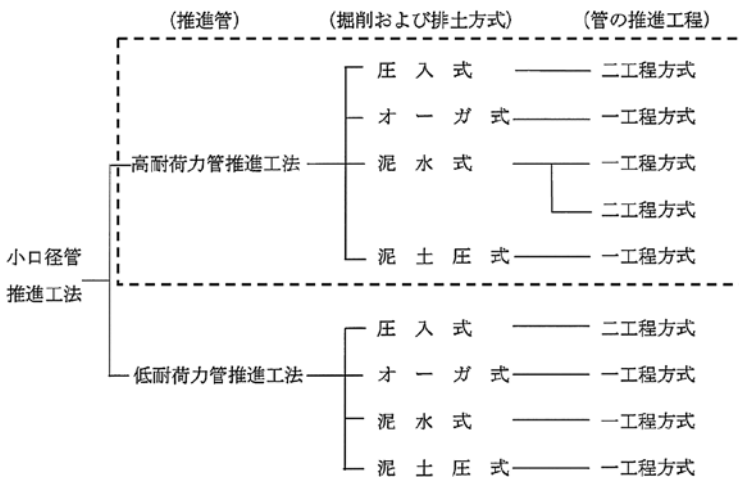 (推進管) (掘削および排土方式) (管の推進工程)
圧入式 二工程方式
オーガ式 一工程方式
高耐荷力管推進工法 泥水式 一工程方式
二工程方式
小口径管
泥土圧式 一工程方式
推進工法
圧入式 二工程方式
低耐荷力管推進工法 オーガ式 一工程方式
泥水式 一工程方式
泥土圧式 一工程方式